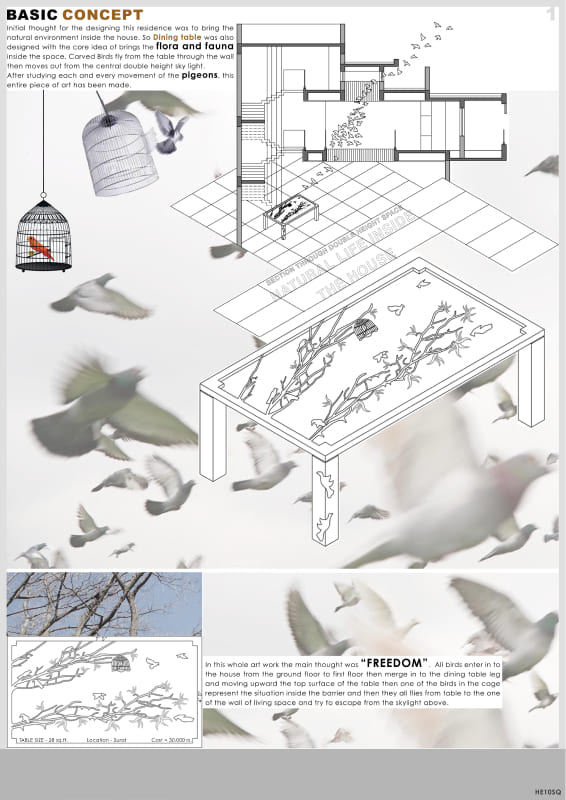 1
BASIC CONCEPT
Initial thought for the designing this residence was to bring the
natural environment inside the house. So Dining table was also
designed with the core idea of brings the flora and fauna
inside the space. Carved Birds fly from the table through the wall
then moves out from the central double height sky light.
After studying each and every movement of the pigeons, this
entire piece of art has been made.
SECTION THROUGH DOUBLE HEIGHT SPACE
NATURAL LIFE INSIDE
THE HOUSE
In this whole art work the main thought was "FREEDOM". All birds enter in to
the house from the ground floor to first floor then merge in to the dining table leg
and moving upward the top surface of the table then one of the birds in the cage
represent the situation inside the barrier and then they all flies from table to the one
of the wall of living space and try to escape from the skylight above.
TABLE SIZE - 28 sq.ft. Location - Surat Cost = 30,000 rs.
HE10SQ